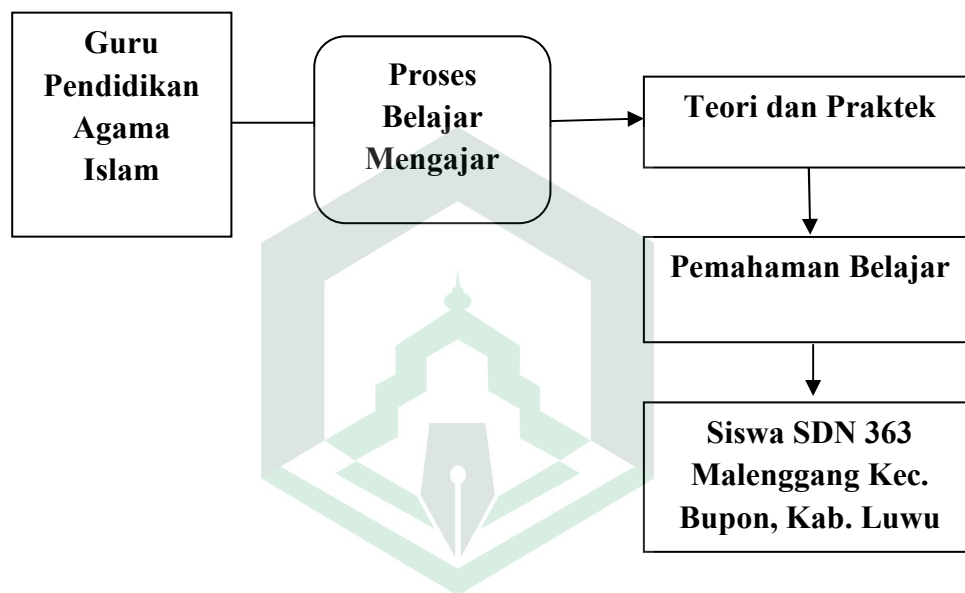 Guru
Pendidikan
Agama
Islam
Proses
Belajar
Mengajar
Teori dan Praktek
Pemahaman Belajar
Siswa SDN 363
Malenggang Kec.
Bupon, Kab. Luwu